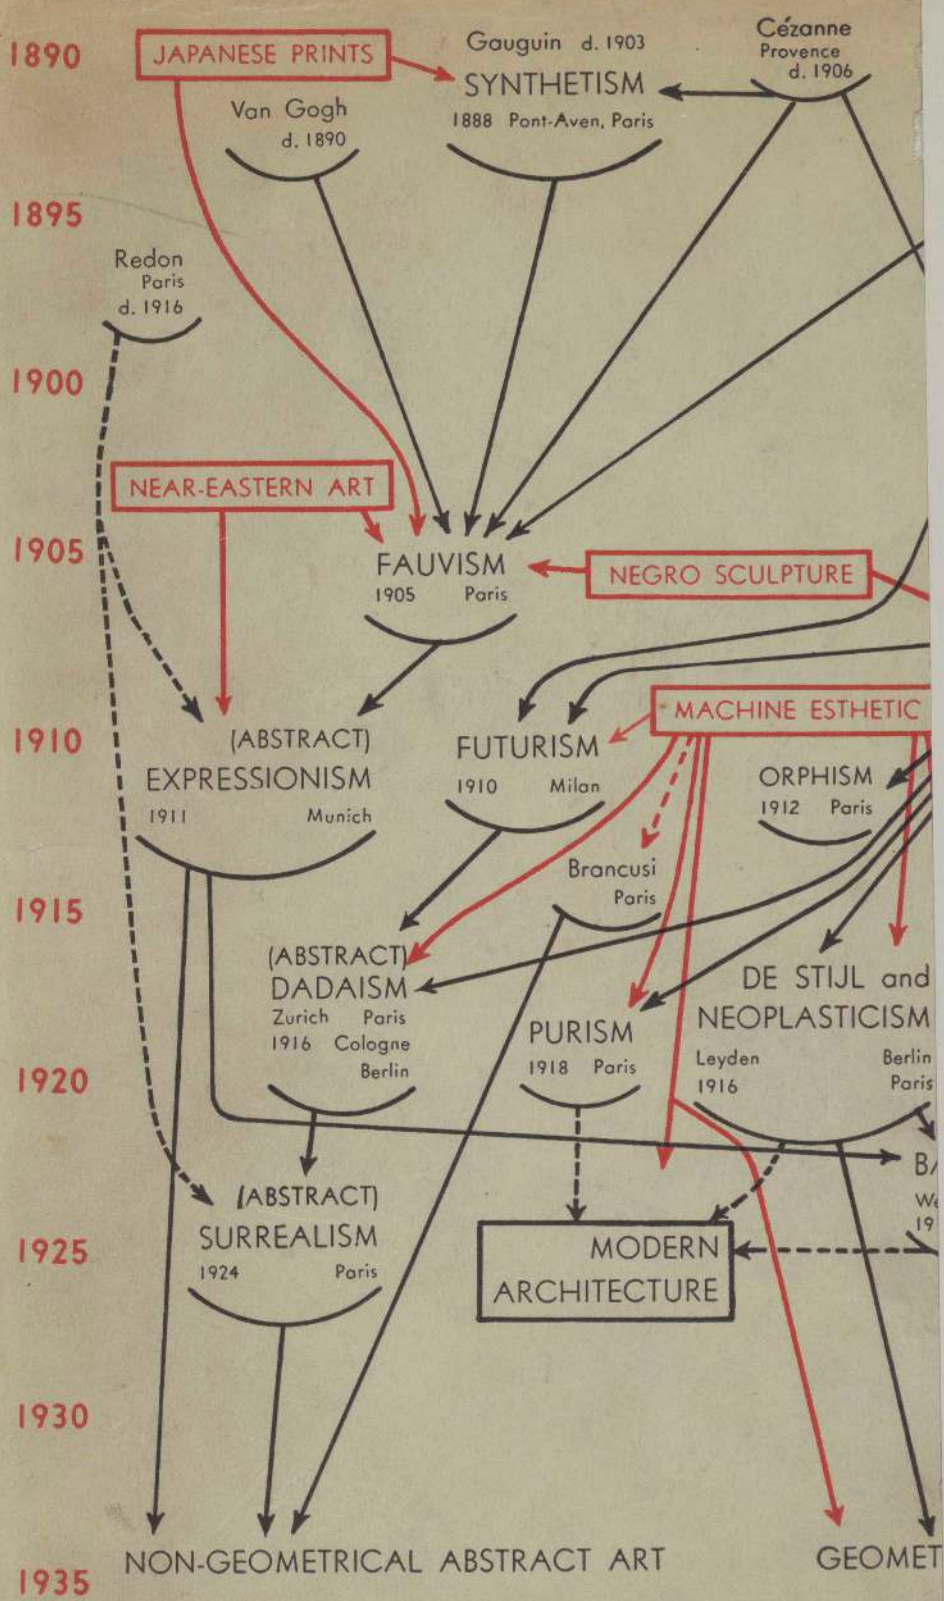 1890
JAPANESE PRINTS
Gauguin d. 1903
SYNTHETISM
1888 Pont-Aven, Paris
Cézanne
Provence
d. 1906
Van Gogh
d. 1890
1895
Redon
Paris
d. 1916
1900
NEAR-EASTERN ART
1905
FAUVISM
1905 Paris
NEGRO SCULPTURE
1910
(ABSTRACT)
EXPRESSIONISM
1911 Munich
FUTURISM
1910 Milan
MACHINE ESTHETIC
ORPHISM
1912 Paris
Brancusi
Paris
1915
(ABSTRACT)
DADAISM
Zurich Paris
1916 Cologne
Berlin
PURISM
1918 Paris
DE STIJL and
NEOPLASTICISM
Leyden Berlin
1916 Paris
1920
(ABSTRACT)
SURREALISM
1924 Paris
1925
MODERN
ARCHITECTURE
BA
We
19
1930
NON-GEOMETRICAL ABSTRACT ART
GEOMET
1935